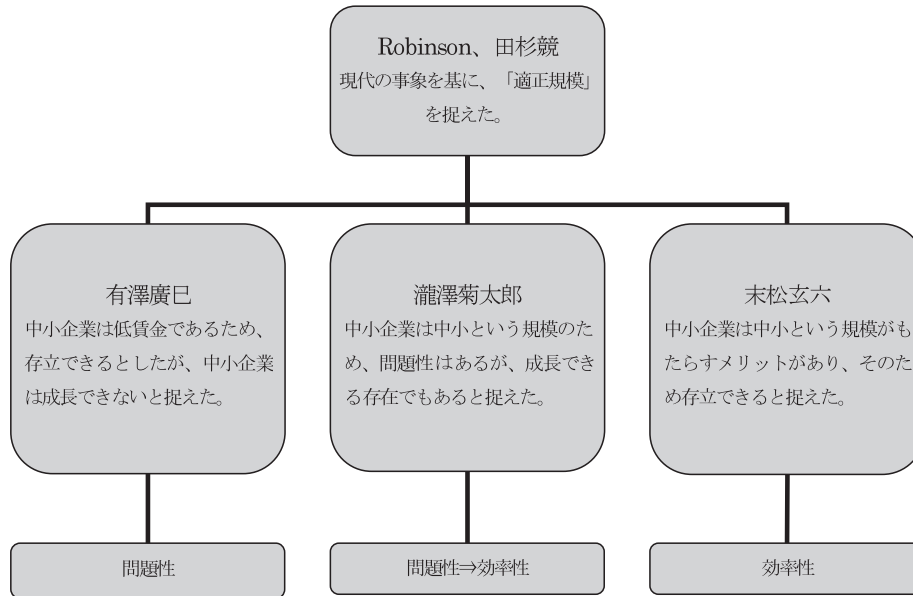 Robinson、田杉競
現代の事象を基に、「適正規模」
を捉えた。
有澤廣巳
中小企業は低賃金であるため、
存立できるとしたが、中小企業
は成長できないと捉えた。
瀧澤菊太郎
中小企業は中小という規模のた
め、問題性はあるが、成長でき
る存在でもあると捉えた。
末松玄六
中小企業は中小という規模がも
たらすメリットがあり、そのた
め存立できると捉えた。
問題性
問題性⇒効率性
効率性